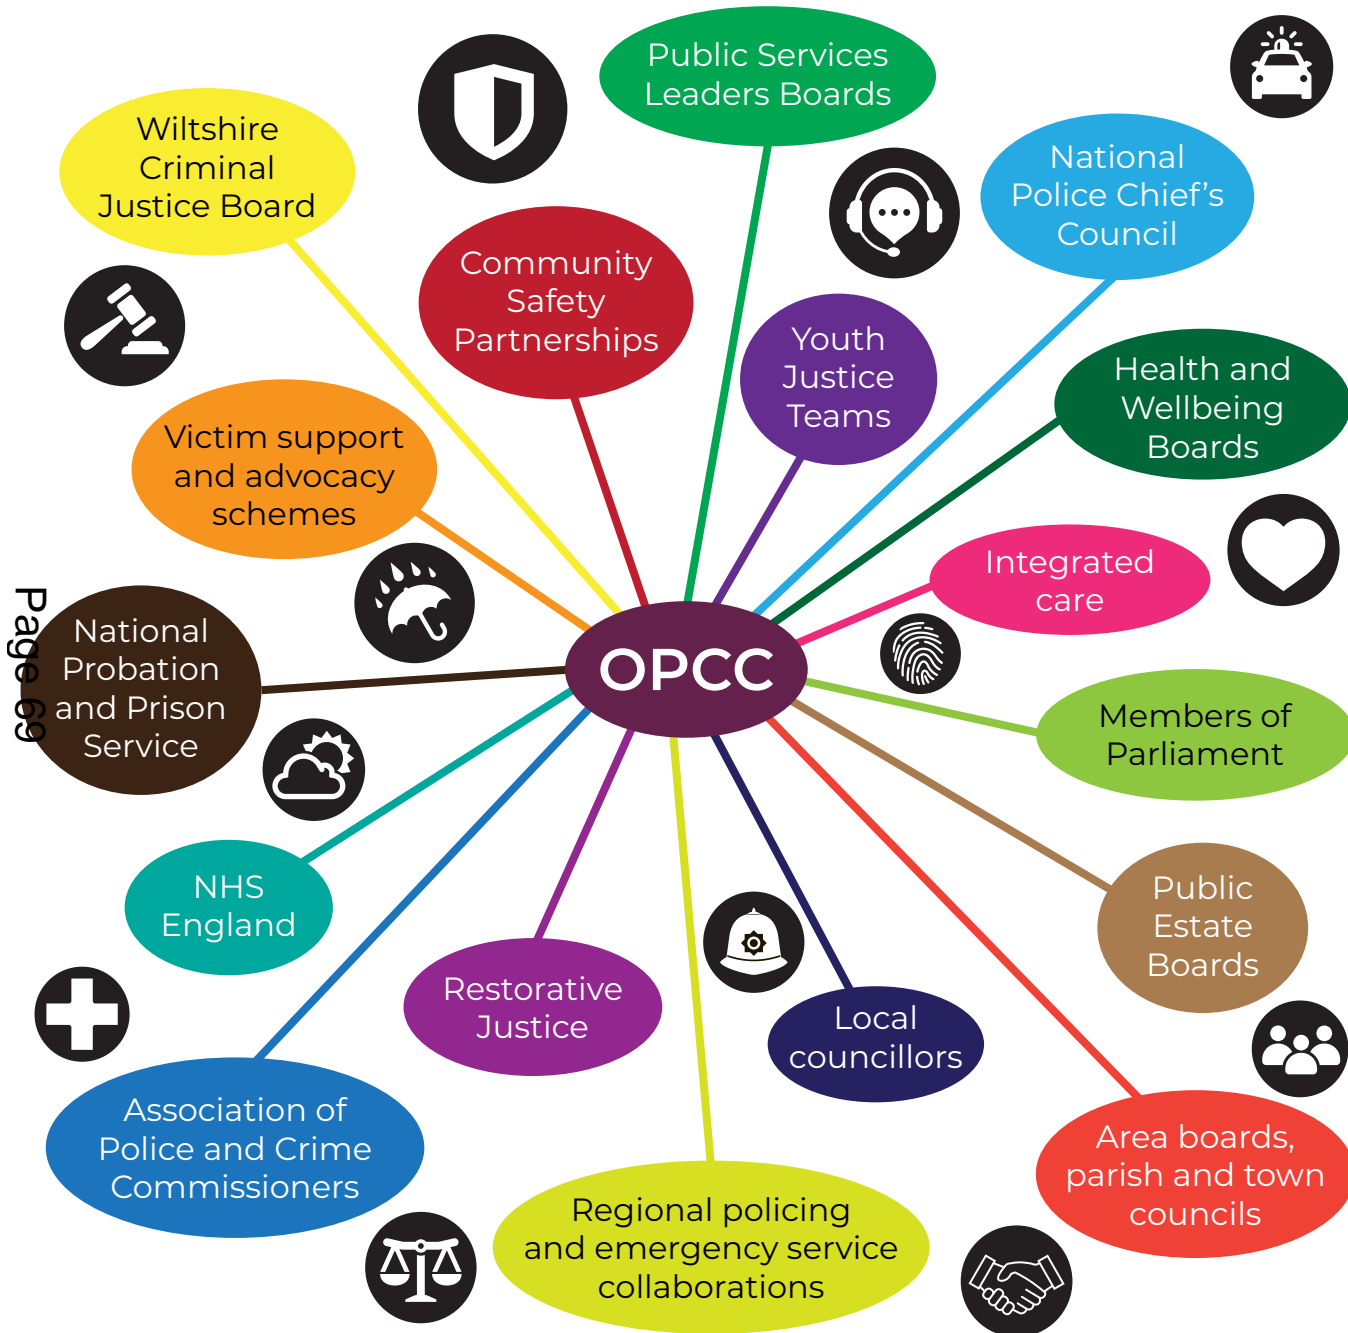 Public Services
Leaders Boards
Wiltshire
Criminal
Justice Board
National
Police Chief's
Council
Community
Safety
Partnerships
Youth
Justice
Teams
Health and
Wellbeing
Boards
Victim support
and advocacy
schemes
Integrated
care
Page 69
National
Probation
and Prison
Service
OPCC
Members of
Parliament
NHS
England
Public
Estate
Boards
Restorative
Justice
Local
councillors
Association of
Police and Crime
Commissioners
Area boards,
parish and town
councils
Regional policing
and emergency service
collaborations